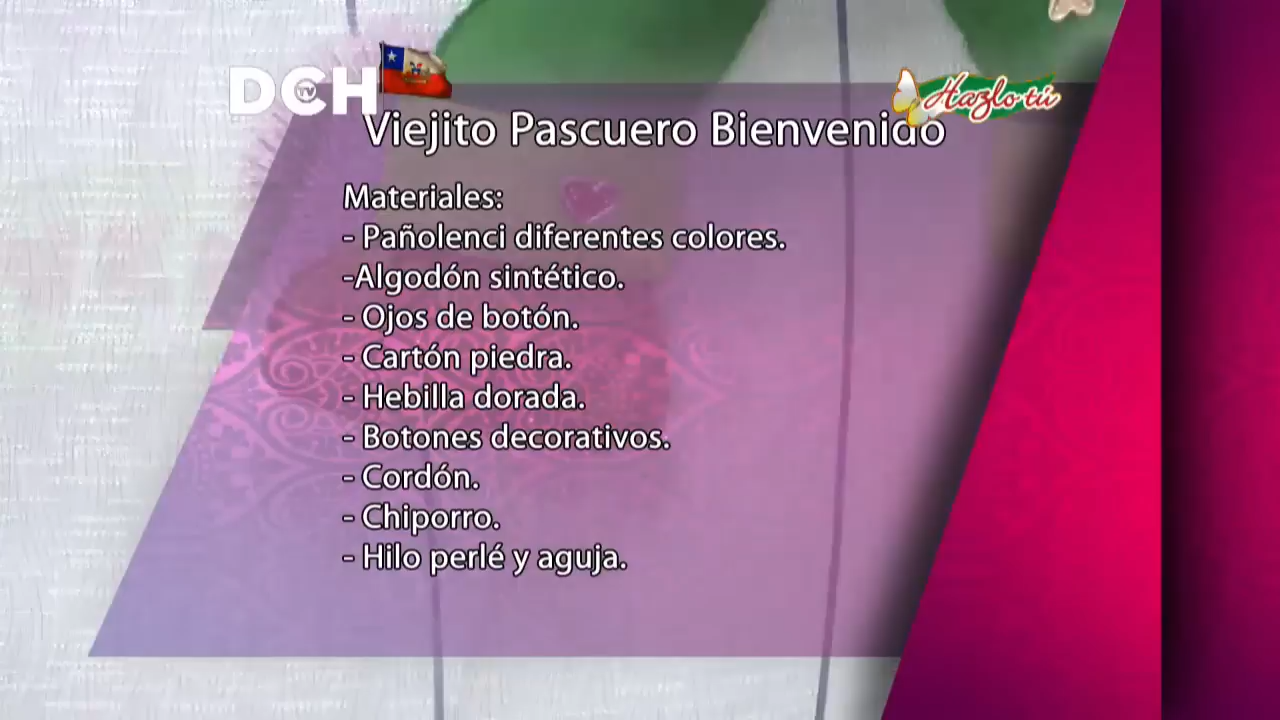 DCH
TV
Hazlo tú
Viejito Pascuero Bienvenido
Materiales:
- Pañolenci diferentes colores.
-Algodón sintético.
- Ojos de botón.
- Cartón piedra.
- Hebilla dorada.
- Botones decorativos.
- Cordón.
- Chiporro.
- Hilo perlé y aguja.